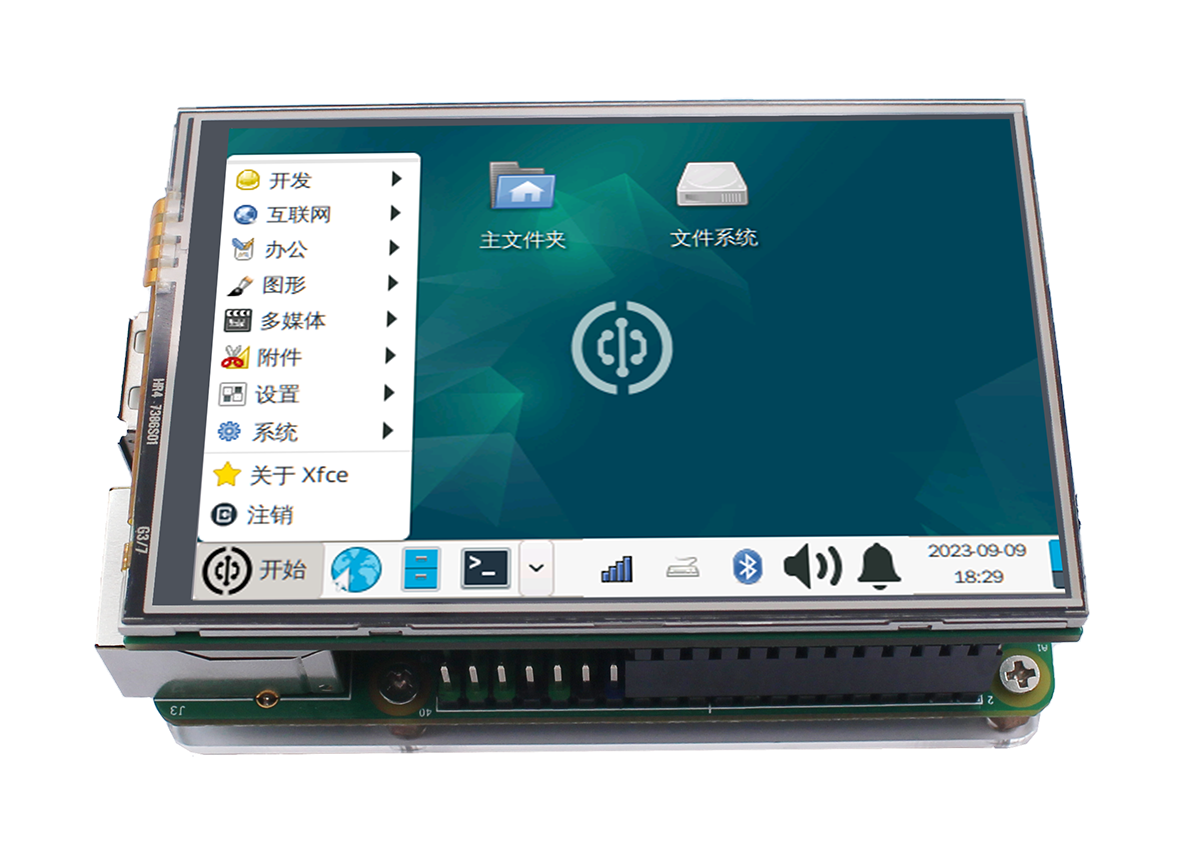 开发
互联网
办公
图形
多媒体
附件
设置
系统
关于 Xfce
注销
主文件夹
文件系统
开始
>_
2023-09-09
18:29
HR4 7386S01
G3/7
J3
40
2
A1